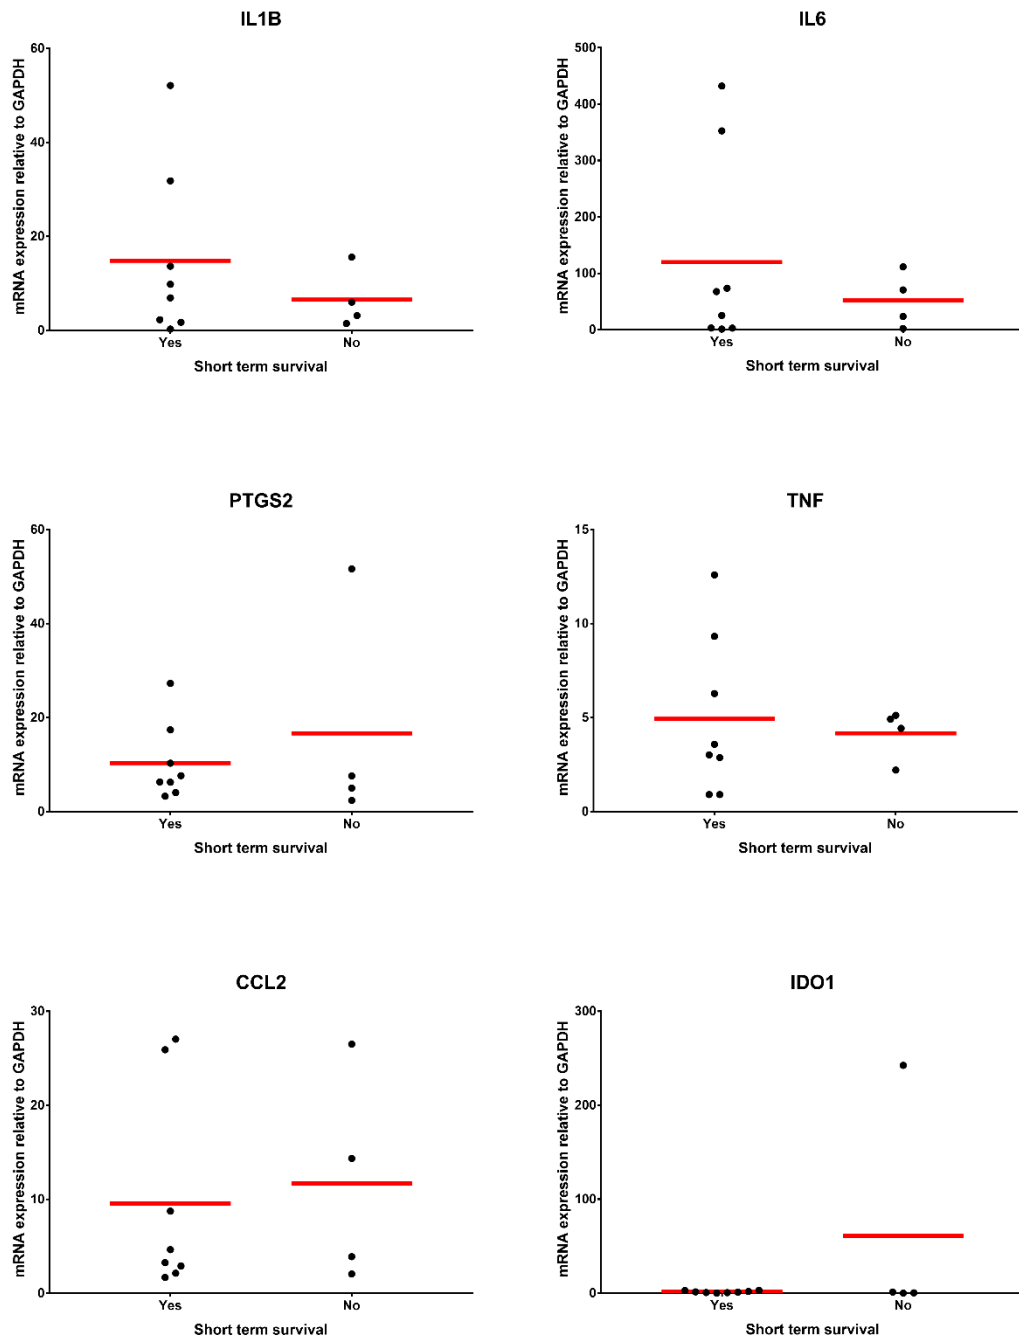 IL1B
mRNA expression relative to GAPDH
60
40
20
0
Yes
No
Short term survival
IL6
mRNA expression relative to GAPDH
500
400
300
200
100
0
Yes
No
Short term survival
PTGS2
mRNA expression relative to GAPDH
60
40
20
0
Yes
No
Short term survival
TNF
mRNA expression relative to GAPDH
15
10
5
0
Yes
No
Short term survival
CCL2
mRNA expression relative to GAPDH
30
20
10
0
Yes
No
Short term survival
IDO1
mRNA expression relative to GAPDH
300
200
100
0
Yes
No
Short term survival